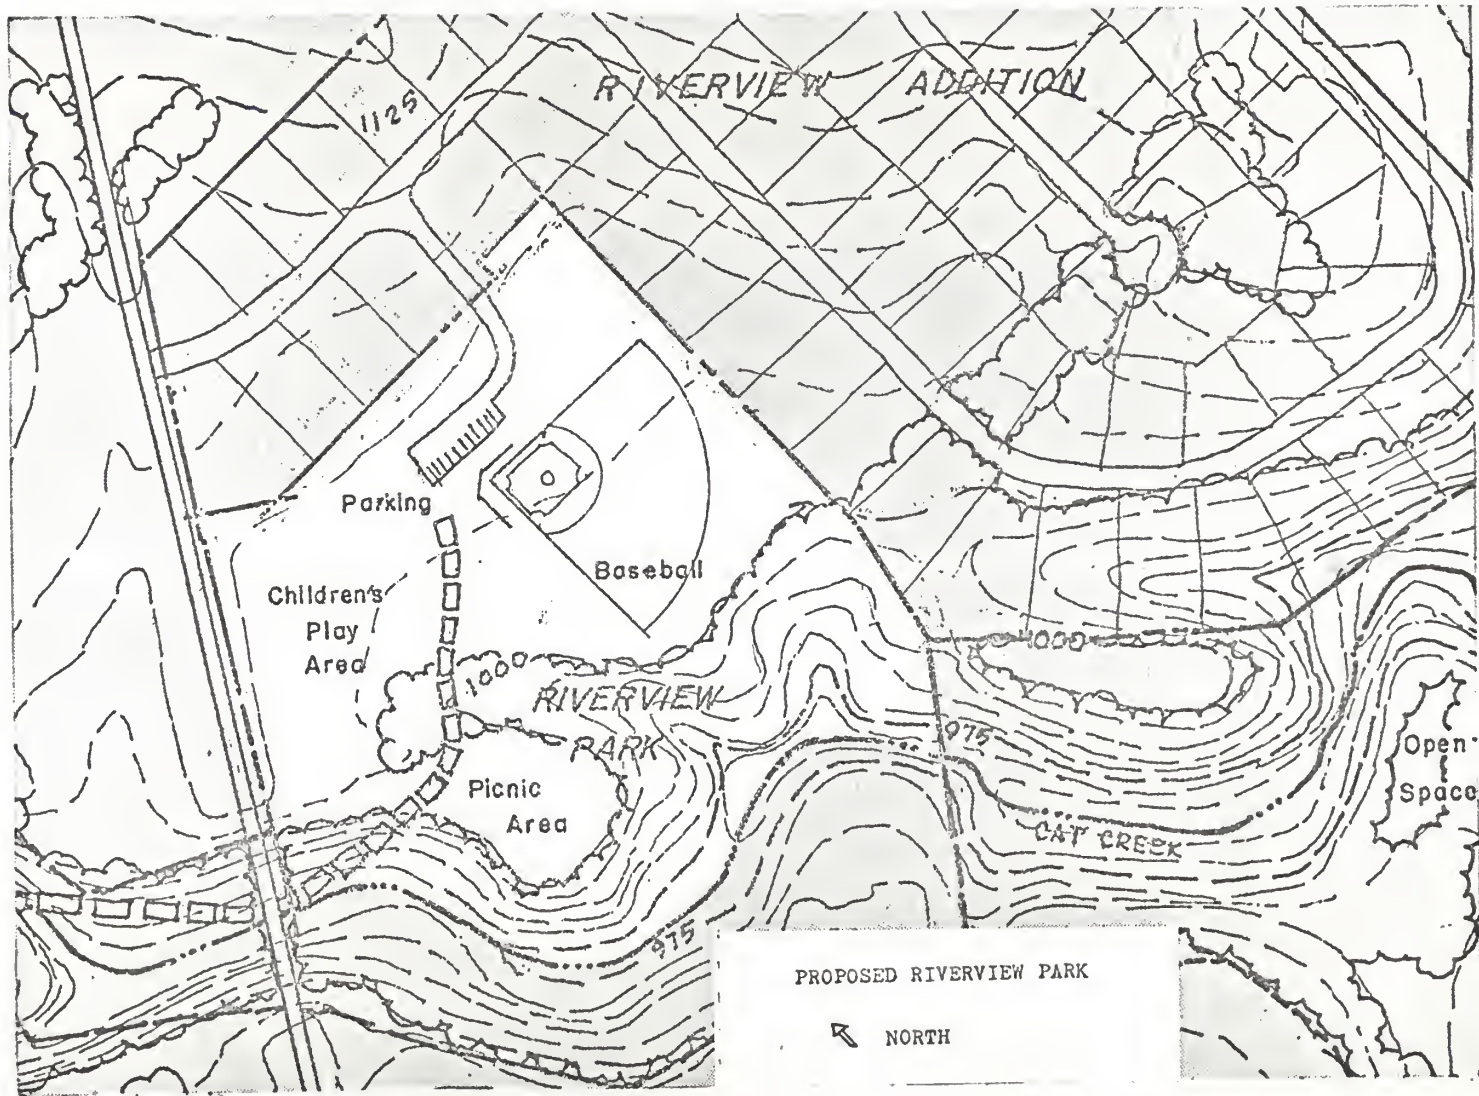 RIVERVIEW ADDITION
1125
Parking
Baseball
Children's
Play
Area
1000
RIVERVIEW
PARK
1000
975
Picnic
Area
Open
Space
CAT CREEK
975
PROPOSED RIVERVIEW PARK
NORTH